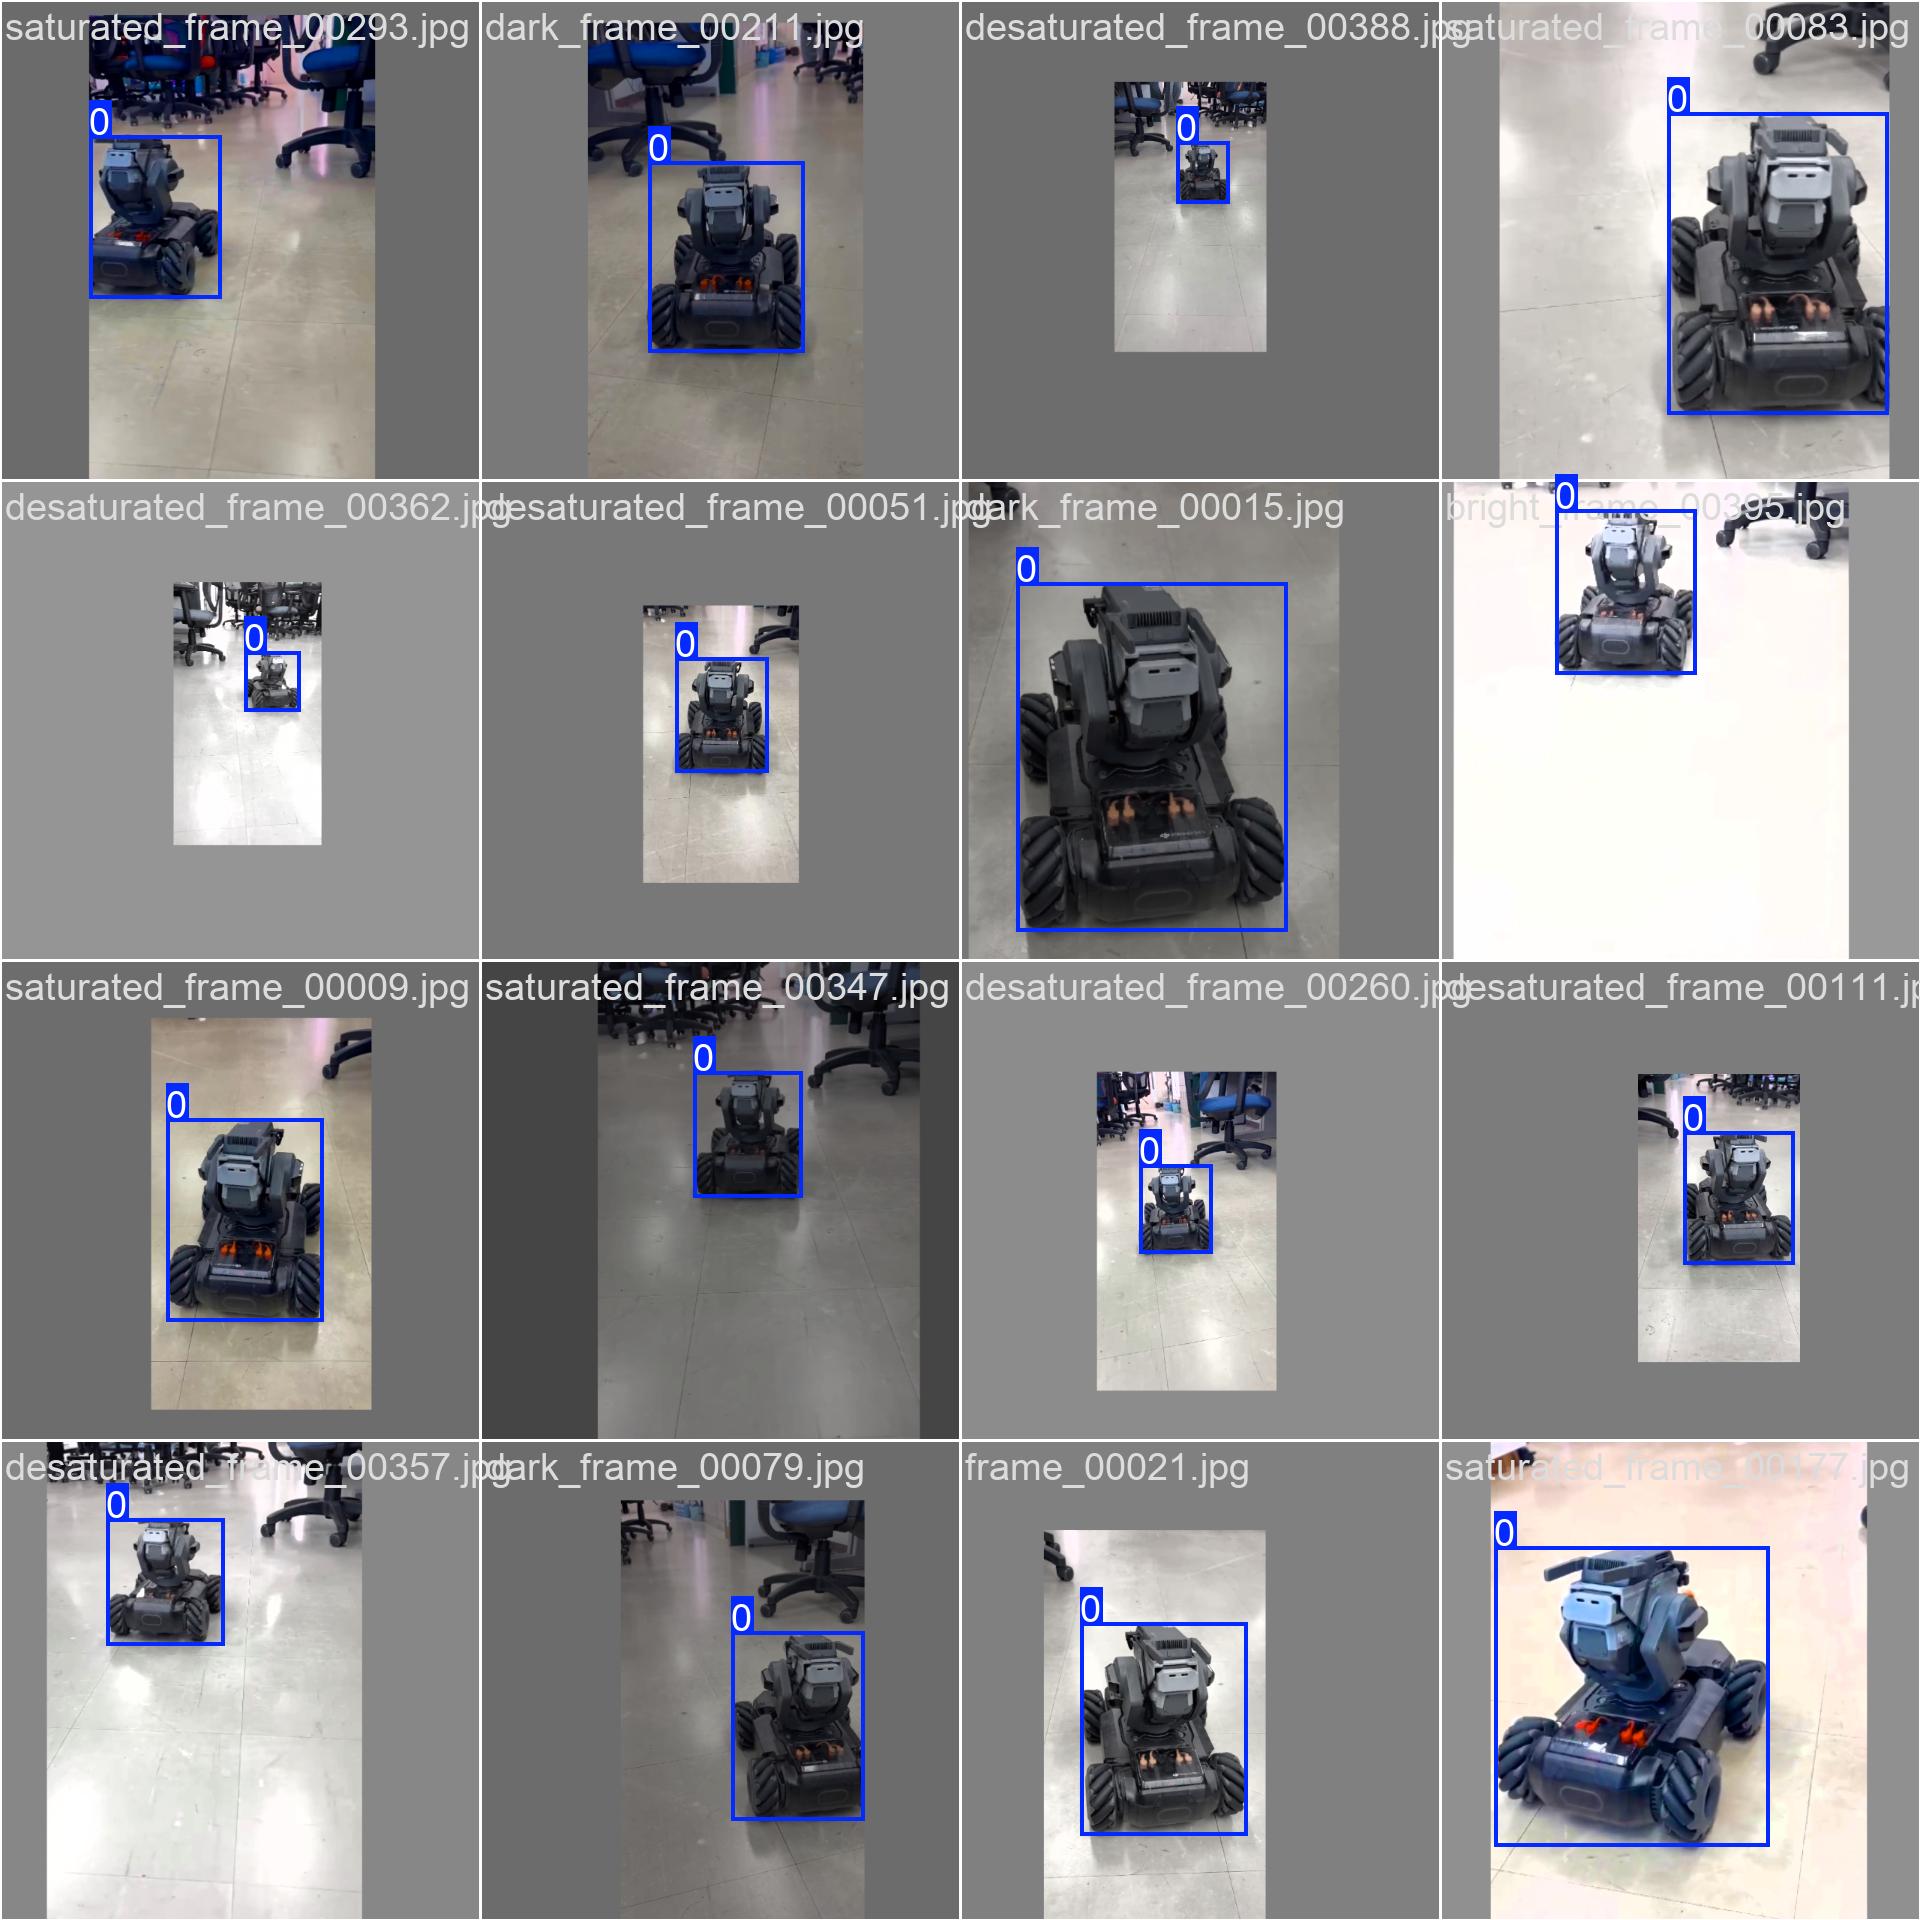 saturated_frame_00293.jpg
0
dark_frame_00211.jpg
0
desaturated_frame_00388.jpg
0
saturated_frame_00083.jpg
0
desaturated_frame_00362.jpg
0
desaturated_frame_00051.jpg
0
dark_frame_00015.jpg
0
bright_frame_00395.jpg
0
saturated_frame_00009.jpg
0
saturated_frame_00347.jpg
0
desaturated_frame_00260.jpg
0
desaturated_frame_00111.jp
0
desaturated_frame_00357.jpg
0
dark_frame_00079.jpg
0
frame_00021.jpg
0
saturated_frame_00177.jpg
0